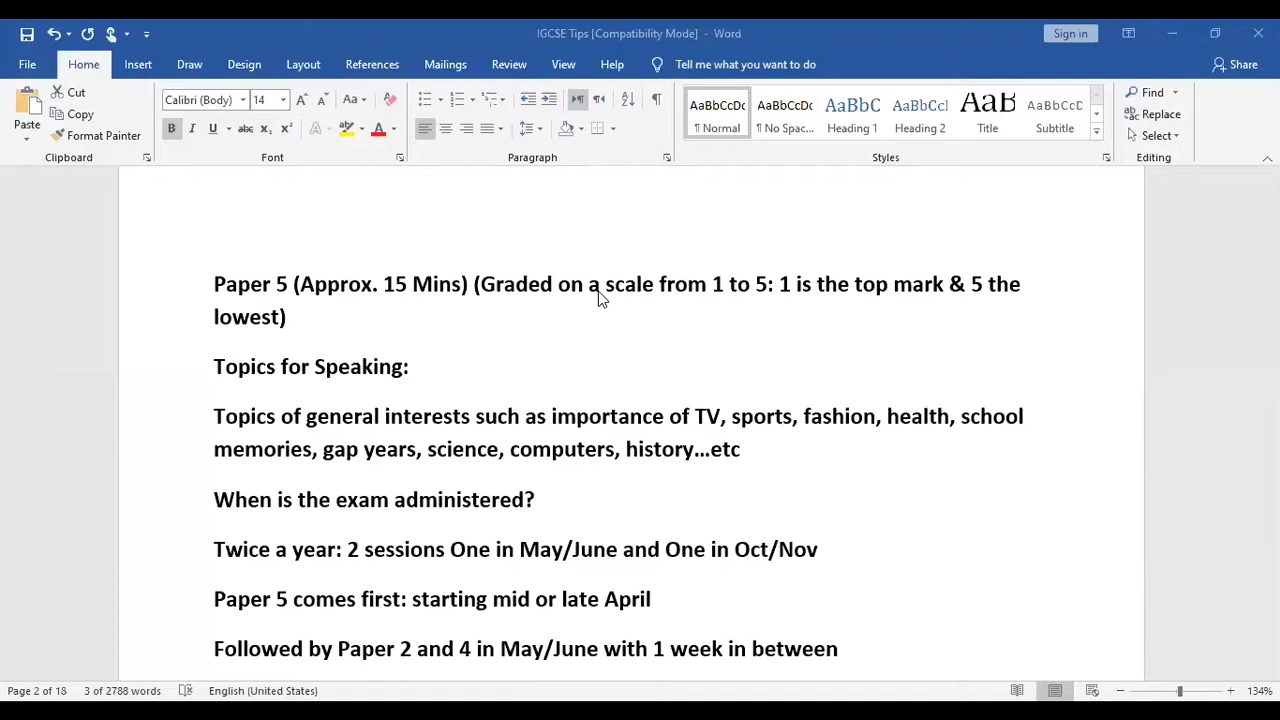 IGCSE Tips [Compatibility Mode] - Word
Sign in
File Home Insert Draw Design Layout References Mailings Review View Help Tell me what you want to do Share
Paste
Cut
Copy
Format Painter
Clipboard
Calibri (Body) 14
Font
Paragraph
AaBbCcDc ¶ Normal
AaBbCcDc ¶ No Spac...
AaBbCc Heading 1
AaBbCcl Heading 2
AaB Title
AaBbCcD Subtitle
Styles
Find
Replace
Select
Editing
Paper 5 (Approx. 15 Mins) (Graded on a scale from 1 to 5: 1 is the top mark & 5 the
lowest)
Topics for Speaking:
Topics of general interests such as importance of TV, sports, fashion, health, school
memories, gap years, science, computers, history…etc
When is the exam administered?
Twice a year: 2 sessions One in May/June and One in Oct/Nov
Paper 5 comes first: starting mid or late April
Followed by Paper 2 and 4 in May/June with 1 week in between
Page 2 of 18 3 of 2788 words English (United States) 134%